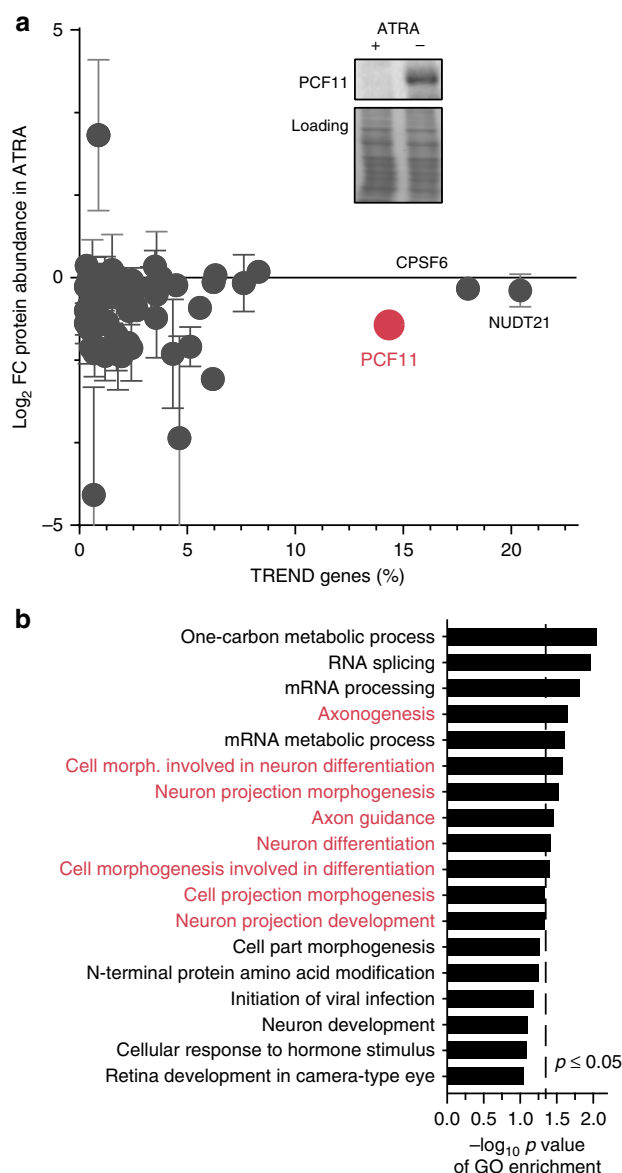 a
ATRA
+ –
PCF11
Loading
Log2 FC protein abundance in ATRA
5
0
–5
CPSF6
NUDT21
PCF11
0 5 10 15 20
TREND genes (%)
b
One-carbon metabolic process
RNA splicing
mRNA processing
Axonogenesis
mRNA metabolic process
Cell morph. involved in neuron differentiation
Neuron projection morphogenesis
Axon guidance
Neuron differentiation
Cell morphogenesis involved in differentiation
Cell projection morphogenesis
Neuron projection development
Cell part morphogenesis
N-terminal protein amino acid modification
Initiation of viral infection
Neuron development
Cellular response to hormone stimulus
Retina development in camera-type eye
p ≤ 0.05
0.0 0.5 1.0 1.5 2.0
–log10 p value
of GO enrichment